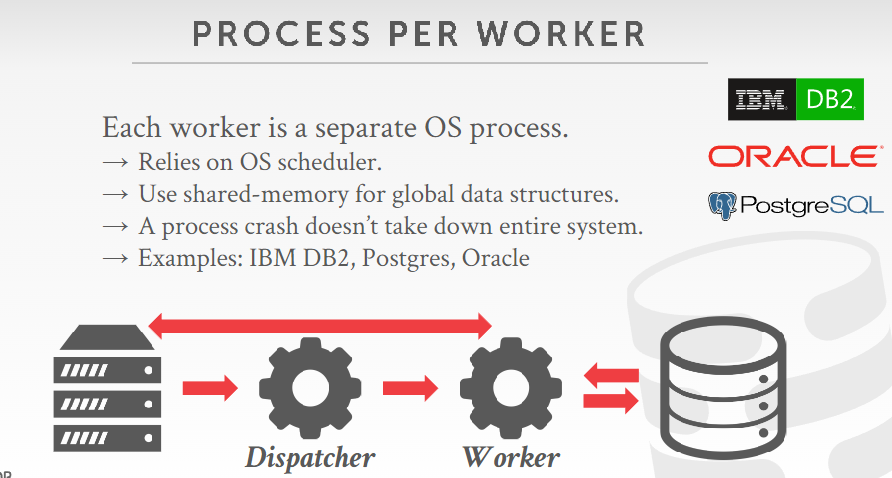 PROCESS PER WORKER
IBM DB2
ORACLE
PostgreSQL
Each worker is a separate OS process.
→ Relies on OS scheduler.
→ Use shared-memory for global data structures.
→ A process crash doesn’t take down entire system.
→ Examples: IBM DB2, Postgres, Oracle
Dispatcher
Worker